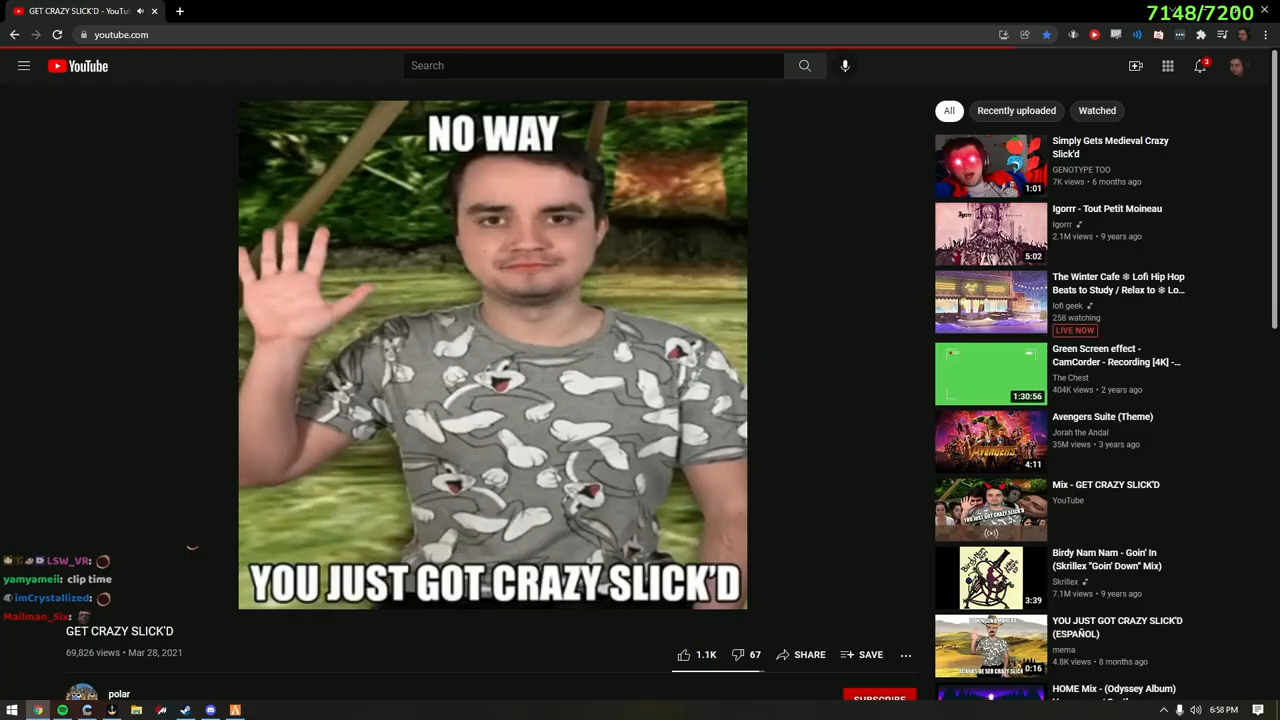 GET CRAZY SLICK'D - YouTu
7148/7200
youtube.com
YouTube
Search
3
NO WAY
YOU JUST GOT CRAZY SLICK'D
LSW_VR:
yamyameii: clip time
imCrystallized:
Mailman_Six:
GET CRAZY SLICK'D
69,826 views • Mar 28, 2021
1.1K
67
SHARE
SAVE
polar
SUBSCRIBE
All
Recently uploaded
Watched
Simply Gets Medieval Crazy
Slick'd
GENOTYPE TOO
7K views • 6 months ago
1:01
Igorrr - Tout Petit Moineau
Igorrr
2.1M views • 9 years ago
5:02
The Winter Cafe ❄ Lofi Hip Hop
Beats to Study / Relax to ❄ Lo...
lofi geek
258 watching
LIVE NOW
Green Screen effect -
CamCorder - Recording [4K] -...
The Chest
404K views • 2 years ago
1:30:56
Avengers Suite (Theme)
Jorah the Andal
35M views • 3 years ago
AVENGERS
4:11
Mix - GET CRAZY SLICK'D
YouTube
YOU JUST GOT CRAZY SLICK'D
Birdy Nam Nam - Goin' In
(Skrillex "Goin' Down" Mix)
Skrillex
7.1M views • 9 years ago
3:39
YOU JUST GOT CRAZY SLICK'D
(ESPAÑOL)
mema
4.8K views • 8 months ago
0:16
HOME Mix - (Odyssey Album)
6:58 PM